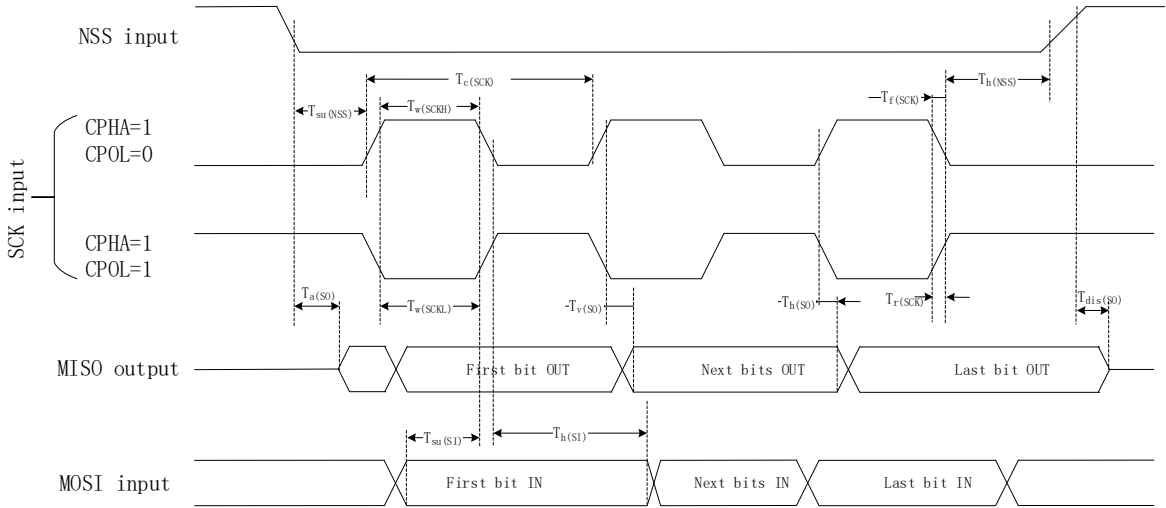 NSS input
Tc(SCK)
Th(NSS)
Tsu(NSS)
Tw(SCKH)
Tf(SCK)
SCK input
CPHA=1
CPOL=0
CPHA=1
CPOL=1
Ta(SO)
Tw(SCKL)
Tv(SO)
Th(SO)
Tr(SCK)
Tdis(SO)
MISO output
First bit OUT
Next bits OUT
Last bit OUT
Tsu(SI)
Th(SI)
MOSI input
First bit IN
Next bits IN
Last bit IN